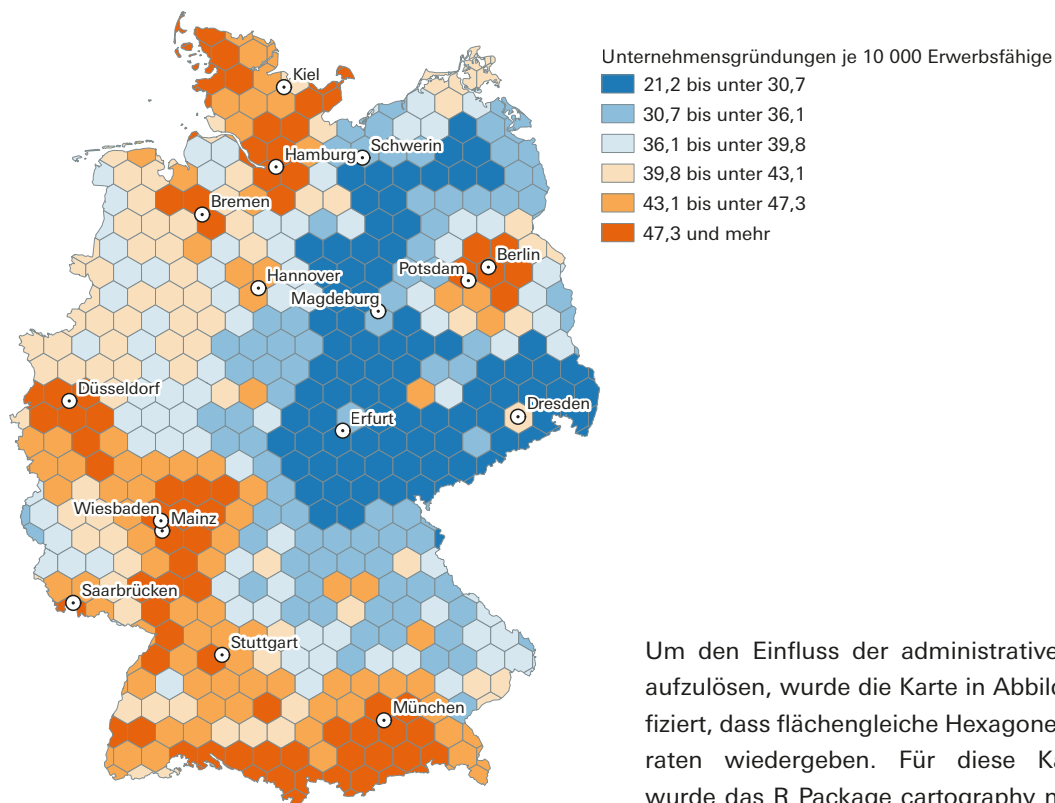 Unternehmensgründungen je 10 000 Erwerbsfähige
21,2 bis unter 30,7
30,7 bis unter 36,1
36,1 bis unter 39,8
39,8 bis unter 43,1
43,1 bis unter 47,3
47,3 und mehr
Kiel
Schwerin
Hamburg
Bremen
Berlin
Potsdam
Hannover
Magdeburg
Düsseldorf
Dresden
Erfurt
Wiesbaden
Mainz
Saarbrücken
Stuttgart
München
Um den Einfluss der administrative
aufzulösen, wurde die Karte in Abbild
fiziert, dass flächengleiche Hexagone
raten wiedergeben. Für diese Ka
wurde das R Package cartography n